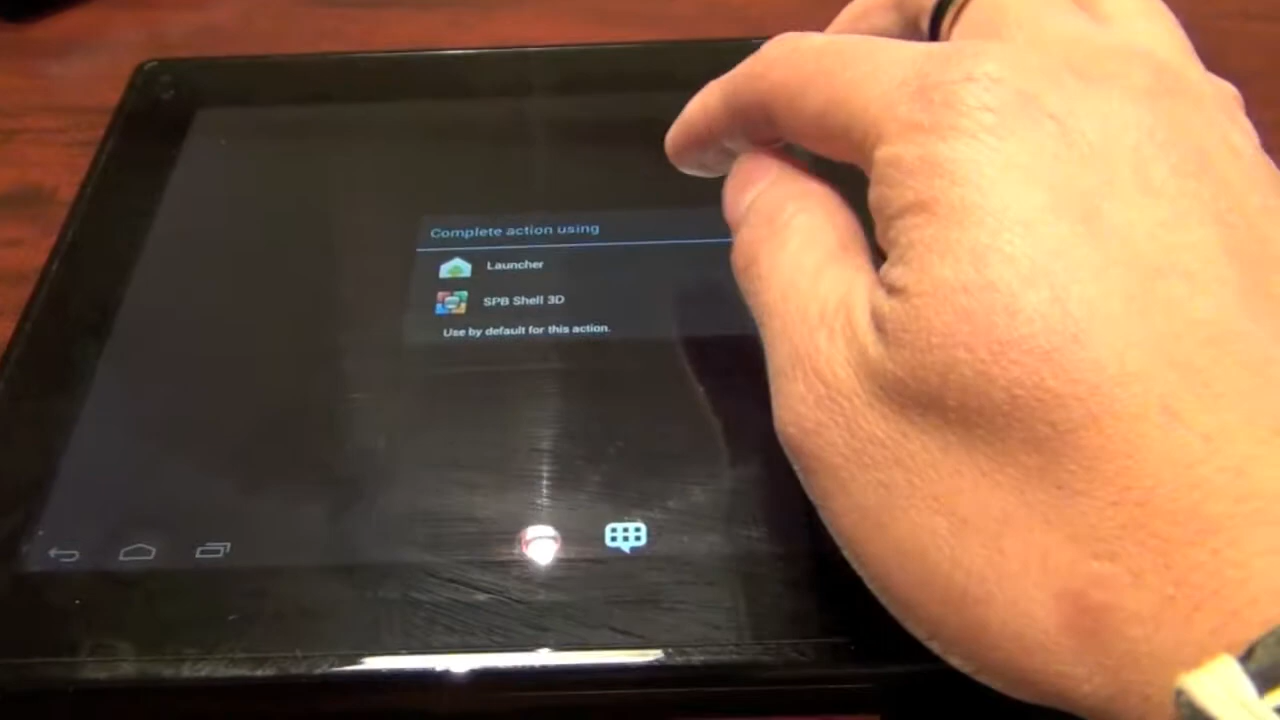 Complete action using
Launcher
SPB Shell 3D
Use by default for this action.